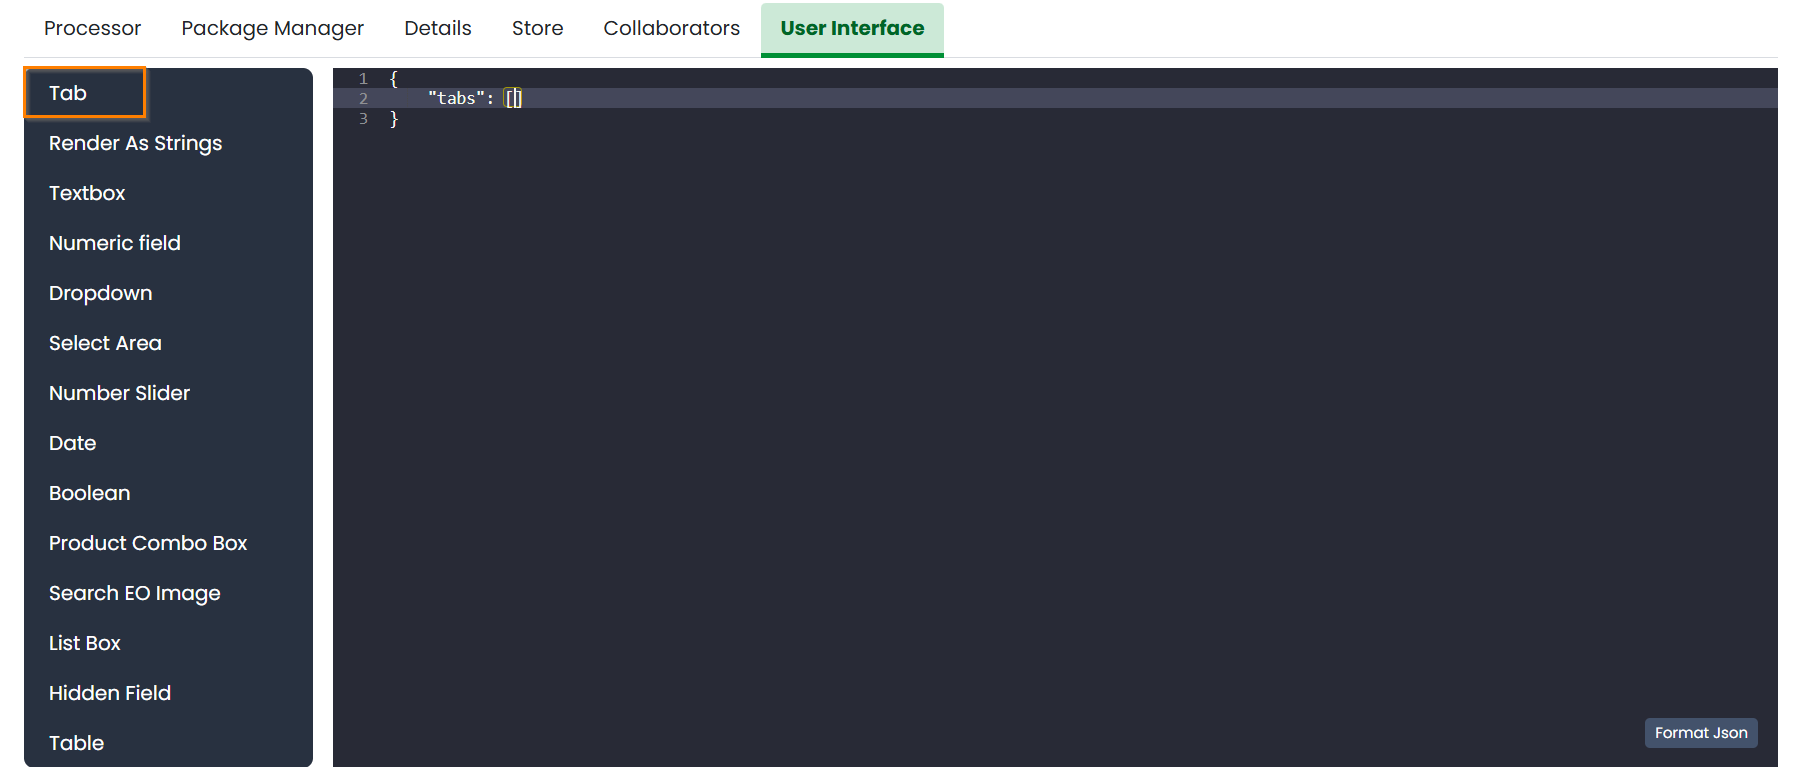 Processor Package Manager Details Store Collaborators User Interface
Tab
Render As Strings
Textbox
Numeric field
Dropdown
Select Area
Number Slider
Date
Boolean
Product Combo Box
Search EO Image
List Box
Hidden Field
Table
1 {
2 "tabs": []
3 }
Format Json